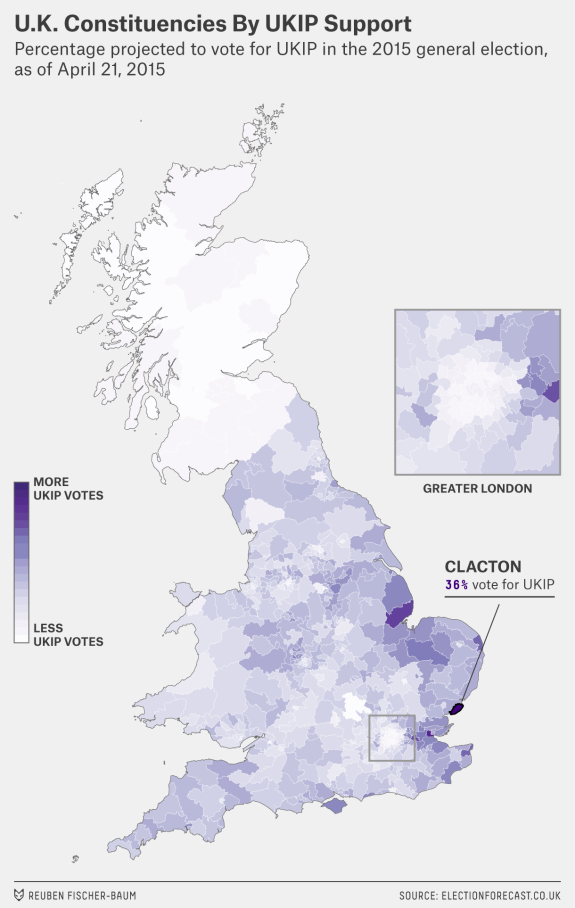 U.K. Constituencies By UKIP Support
Percentage projected to vote for UKIP in the 2015 general election,
as of April 21, 2015
GREATER LONDON
MORE
UKIP VOTES
CLACTON
36% vote for UKIP
LESS
UKIP VOTES
REUBEN FISCHER-BAUM
SOURCE: ELECTIONFORECAST.CO.UK